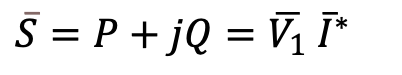 S̅ = P + jQ = V̅₁ I̅*